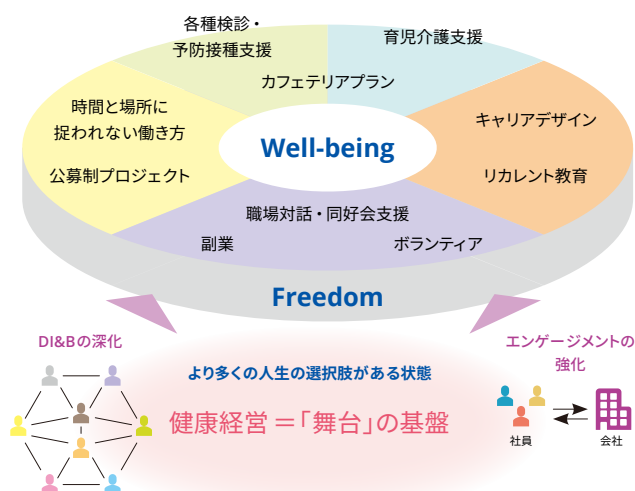 各種検診・
予防接種支援
育児介護支援
カフェテリアプラン
時間と場所に
捉われない働き方
キャリアデザイン
Well-being
公募制プロジェクト
リカレント教育
職場対話・同好会支援
副業
ボランティア
Freedom
DI&Bの深化
エンゲージメントの
強化
より多くの人生の選択肢がある状態
健康経営＝「舞台」の基盤
社員
会社